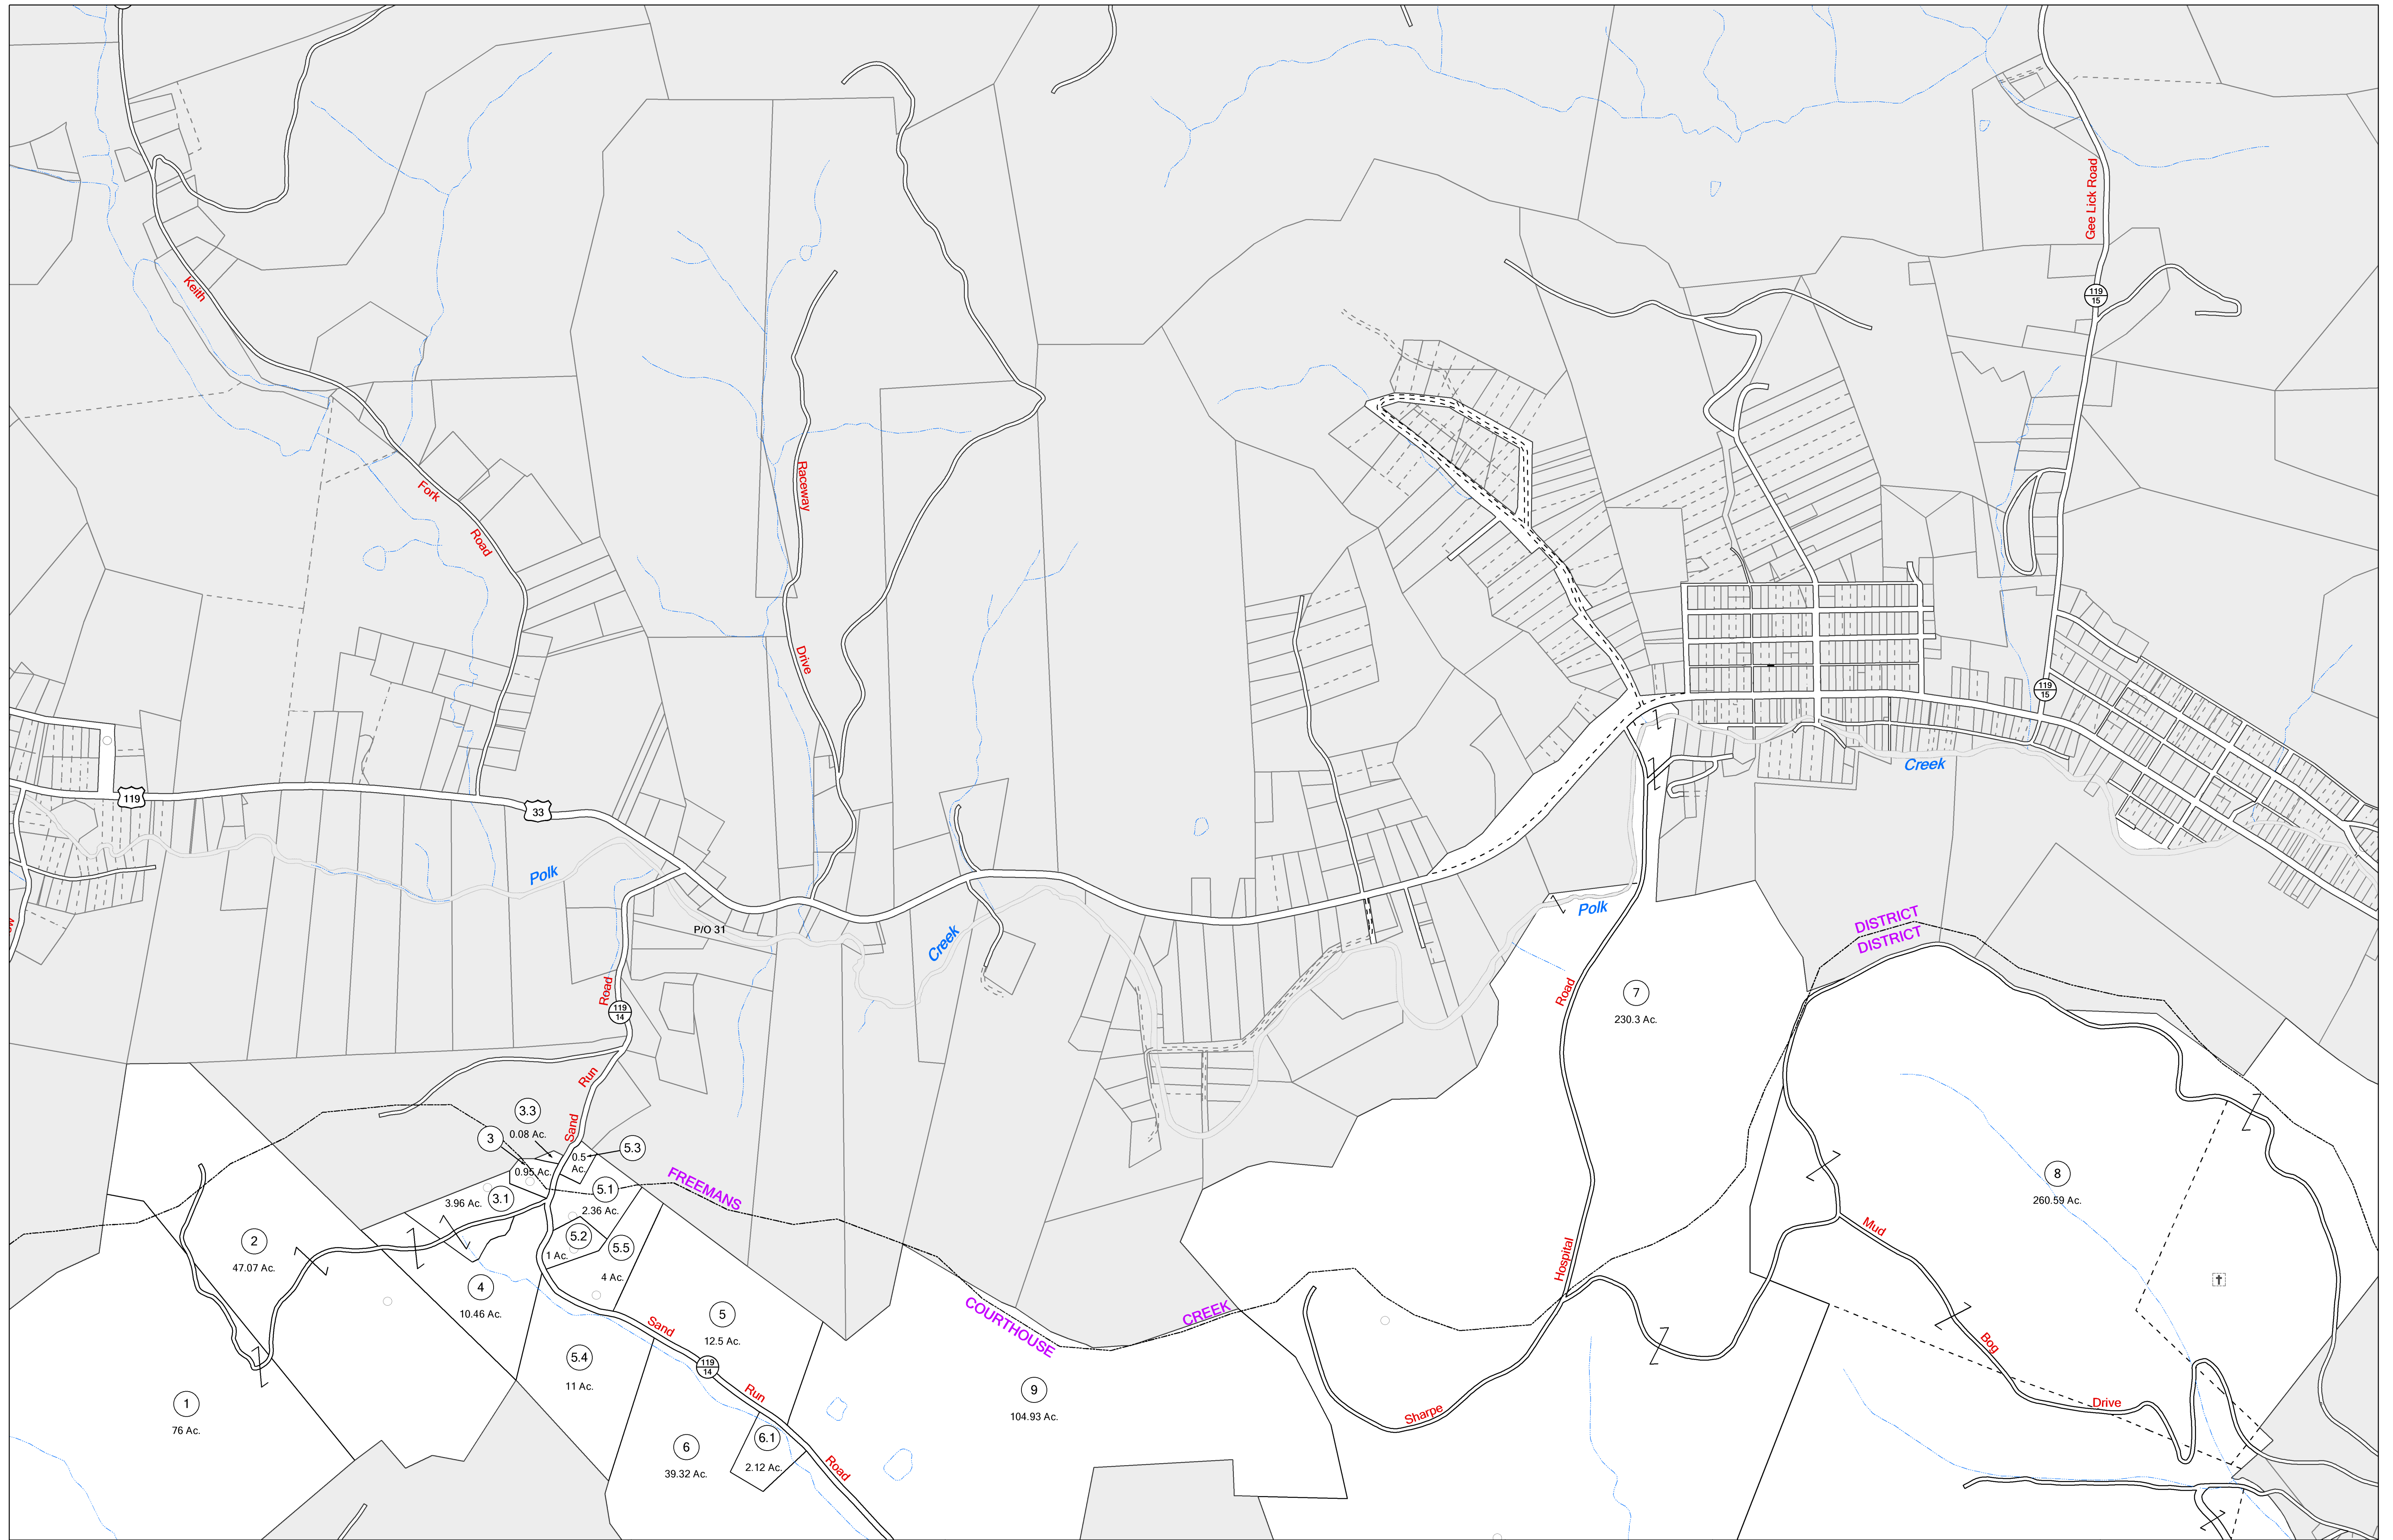 Gee Lick Road
Keith
119
15
Fork
Raceway
Road
Drive
119
15
Creek
119
33
Polk
Polk
P/O 31
Creek
DISTRICT
DISTRICT
Road
119
14
Road
7
230.3 Ac.
Run
3.3
0.08 Ac.
Sand
3
5.3
0.5
Ac.
0.95 Ac.
8
260.59 Ac.
FREEMANS
3.1
3.96 Ac.
5.1
2.36 Ac.
5.2
1 Ac.
5.5
4 Ac.
2
47.07 Ac.
Mud
Hospital
4
10.46 Ac.
COURTHOUSE
CREEK
5
12.5 Ac.
Sand
Bog
5.4
11 Ac.
119
14
Run
9
104.93 Ac.
Drive
Sharpe
1
76 Ac.
6
39.32 Ac.
6.1
2.12 Ac.
Road